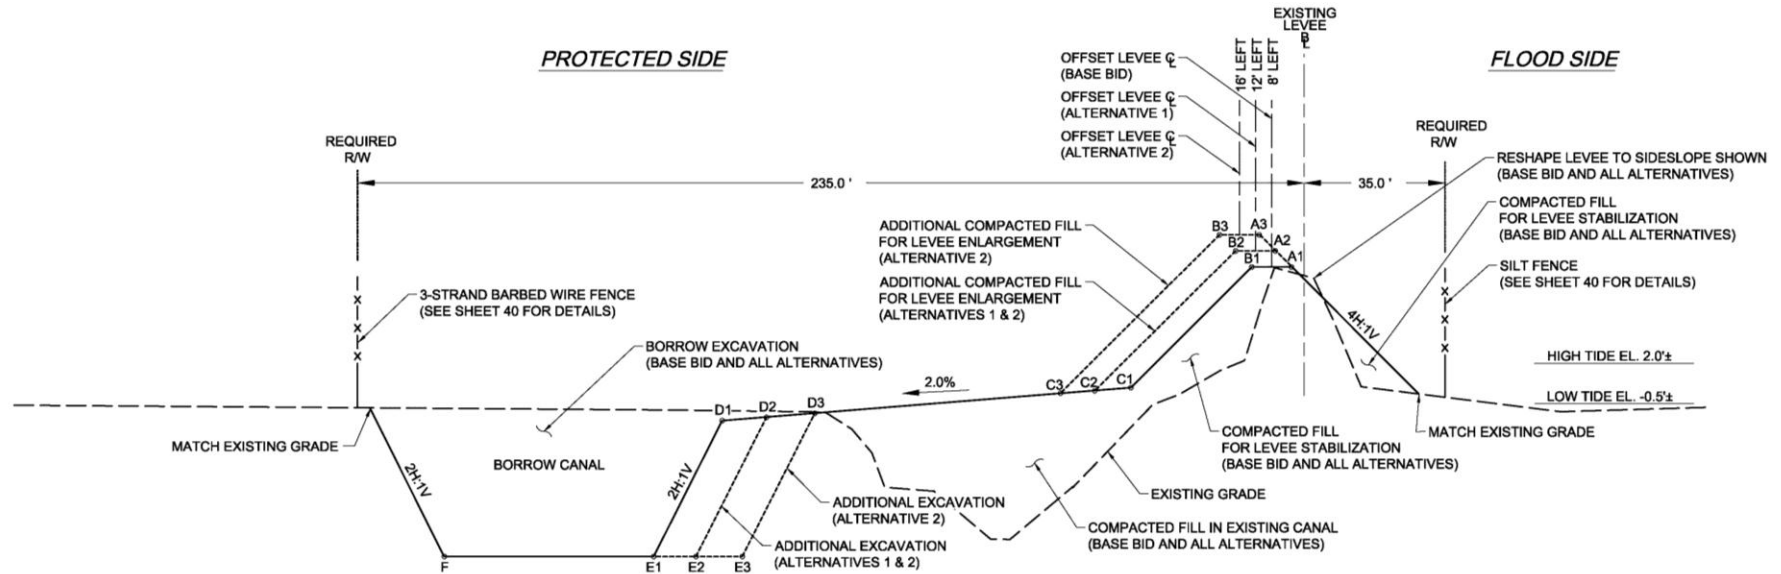 EXISTING
LEVEE
BL
PROTECTED SIDE
FLOOD SIDE
OFFSET LEVEE CL
(BASE BID)
OFFSET LEVEE CL
(ALTERNATIVE 1)
OFFSET LEVEE CL
(ALTERNATIVE 2)
16' LEFT
12' LEFT
8' LEFT
REQUIRED
R/W
REQUIRED
R/W
235.0 '
35.0 '
RESHAPE LEVEE TO SIDESLOPE SHOWN
(BASE BID AND ALL ALTERNATIVES)
COMPACTED FILL
FOR LEVEE STABILIZATION
(BASE BID AND ALL ALTERNATIVES)
SILT FENCE
(SEE SHEET 40 FOR DETAILS)
ADDITIONAL COMPACTED FILL
FOR LEVEE ENLARGEMENT
(ALTERNATIVE 2)
ADDITIONAL COMPACTED FILL
FOR LEVEE ENLARGEMENT
(ALTERNATIVES 1 & 2)
B3
A3
B2
A2
B1
A1
4H:1V
3-STRAND BARBED WIRE FENCE
(SEE SHEET 40 FOR DETAILS)
BORROW EXCAVATION
(BASE BID AND ALL ALTERNATIVES)
HIGH TIDE EL. 2.0'±
LOW TIDE EL. -0.5'±
2.0%
C3
C2
C1
D1
D2
D3
MATCH EXISTING GRADE
BORROW CANAL
2H:1V
2H:1V
COMPACTED FILL
FOR LEVEE STABILIZATION
(BASE BID AND ALL ALTERNATIVES)
MATCH EXISTING GRADE
EXISTING GRADE
ADDITIONAL EXCAVATION
(ALTERNATIVE 2)
COMPACTED FILL IN EXISTING CANAL
(BASE BID AND ALL ALTERNATIVES)
ADDITIONAL EXCAVATION
(ALTERNATIVES 1 & 2)
F
E1
E2
E3